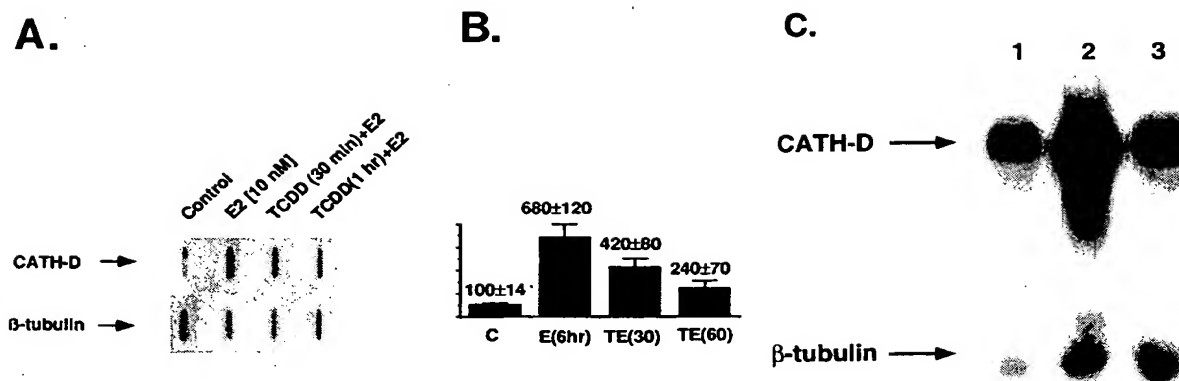 A.
Control
E2 [10 nM]
TCDD (30 min)+E2
TCDD(1 hr)+E2
CATH-D
ß-tubulin
B.
680±120
420±80
240±70
100±14
C
E(6hr)
TE(30)
TE(60)
C.
1 2 3
CATH-D
β-tubulin